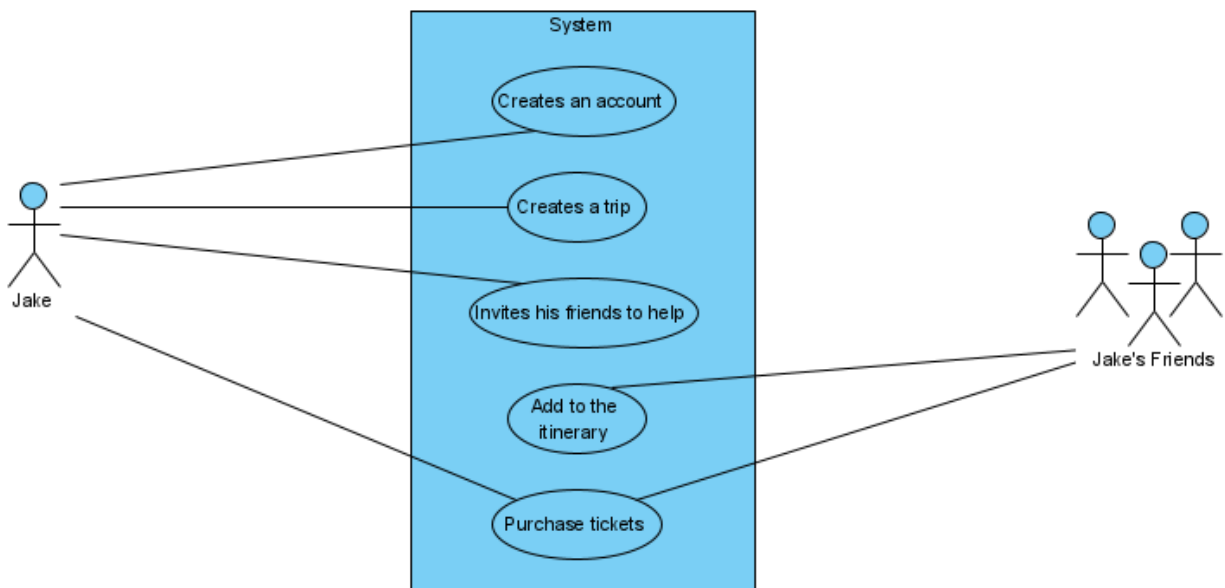 System
Creates an account
Creates a trip
Jake
Invites his friends to help
Jake's Friends
Add to the
itinerary
Purchase tickets